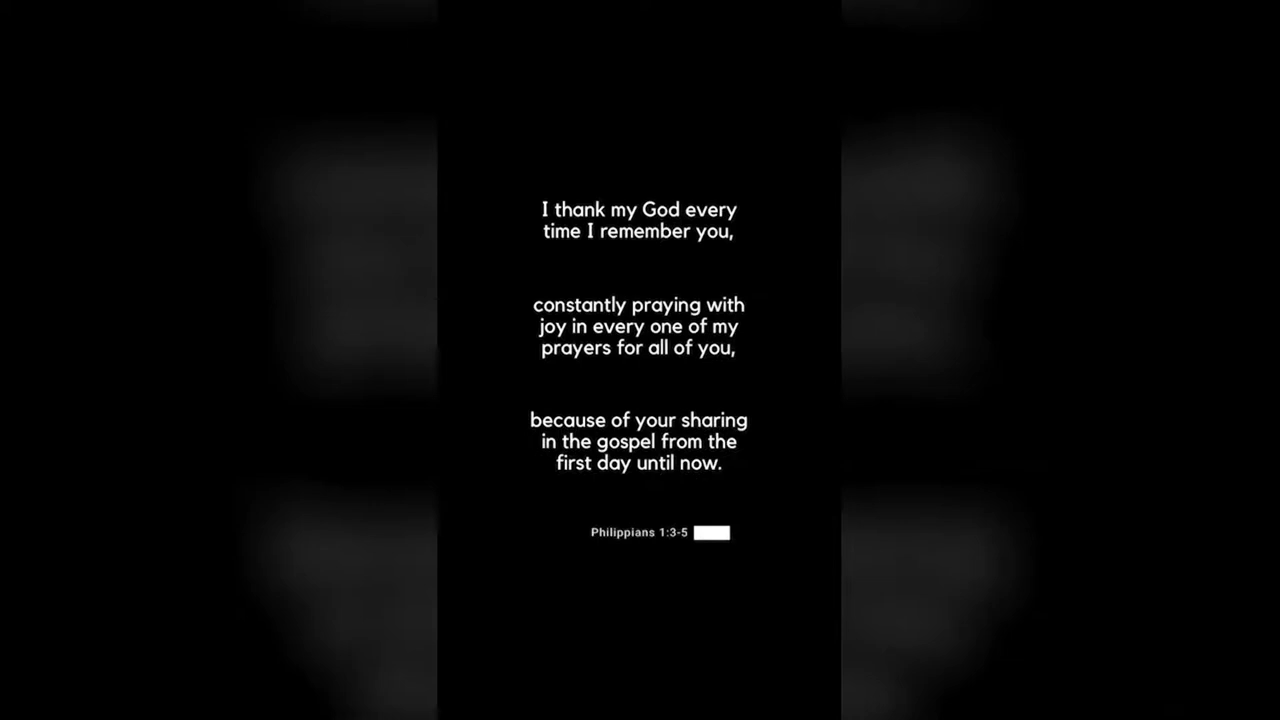 I thank my God every
time I remember you,
constantly praying with
joy in every one of my
prayers for all of you,
because of your sharing
in the gospel from the
first day until now.
Philippians 1:3-5